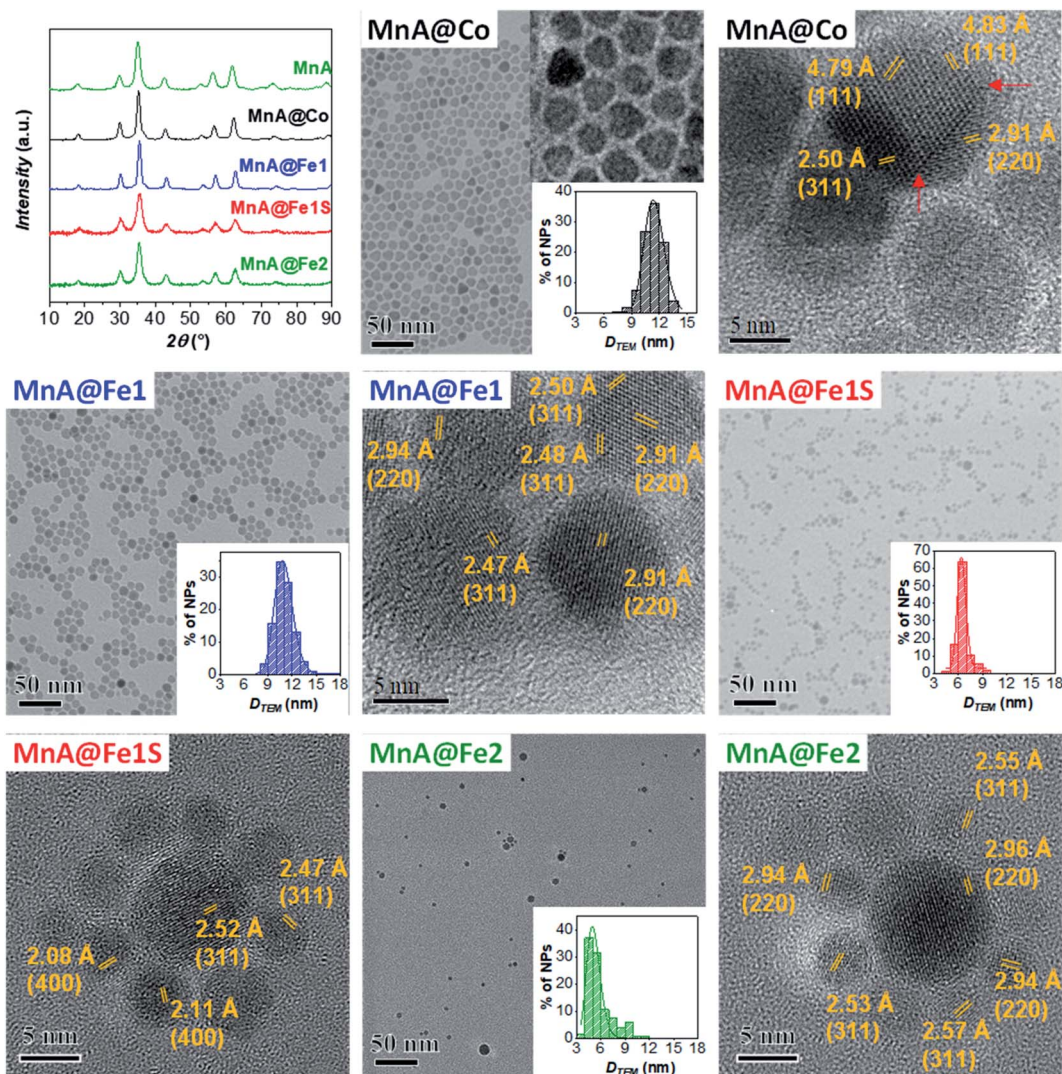 MnA
MnA@Co
MnA@Fe1
MnA@Fe1S
MnA@Fe2
Intensity (a.u.)
10 20 30 40 50 60 70 80 90
2θ (°)
MnA@Co
50 nm
% of NPs
40
30
20
10
0
3 6 9 12 15
D_TEM (nm)
MnA@Co
4.83 Å
(111)
4.79 Å
(111)
2.91 Å
(220)
2.50 Å
(311)
5 nm
MnA@Fe1
50 nm
% of NPs
30
20
10
0
3 6 9 12 15 18
D_TEM (nm)
MnA@Fe1
2.50 Å
(311)
2.94 Å
(220)
2.48 Å
(311)
2.91 Å
(220)
2.47 Å
(311)
2.91 Å
(220)
5 nm
MnA@Fe1S
50 nm
% of NPs
70
60
50
40
30
20
10
0
3 6 9 12 15 18
D_TEM (nm)
MnA@Fe1S
2.47 Å
(311)
2.52 Å
(311)
2.08 Å
(400)
2.11 Å
(400)
5 nm
MnA@Fe2
50 nm
% of NPs
40
30
20
10
0
3 6 9 12 15 18
D_TEM (nm)
MnA@Fe2
2.55 Å
(311)
2.96 Å
(220)
2.94 Å
(220)
2.94 Å
(220)
2.53 Å
(311)
2.57 Å
(311)
5 nm